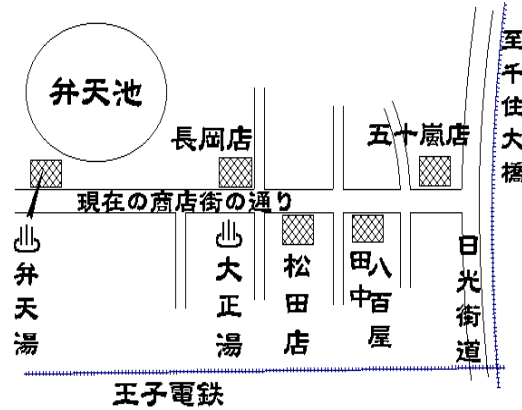 弁天池
長岡店
五十嵐店
至千住大橋
現在の商店街の通り
弁天湯
大正湯
松田店
田中
八百屋
日光街道
王子電鉄